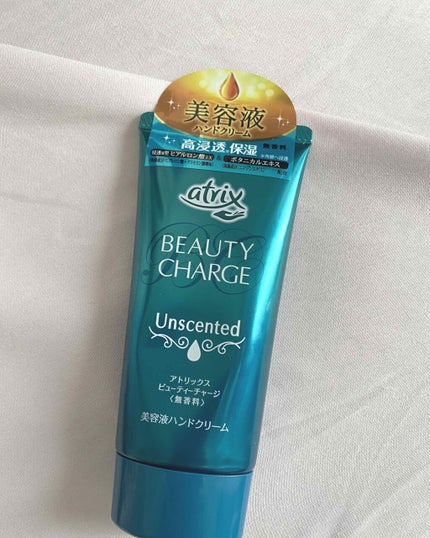 美容液
ハンドクリーム
高浸透※保湿
無香料
ヒアルロン酸EX & ボタニカルエキス
atrix
BEAUTY
CHARGE
Unscented
アトリックス
ビューティーチャージ
〈無香料〉
美容液ハンドクリーム